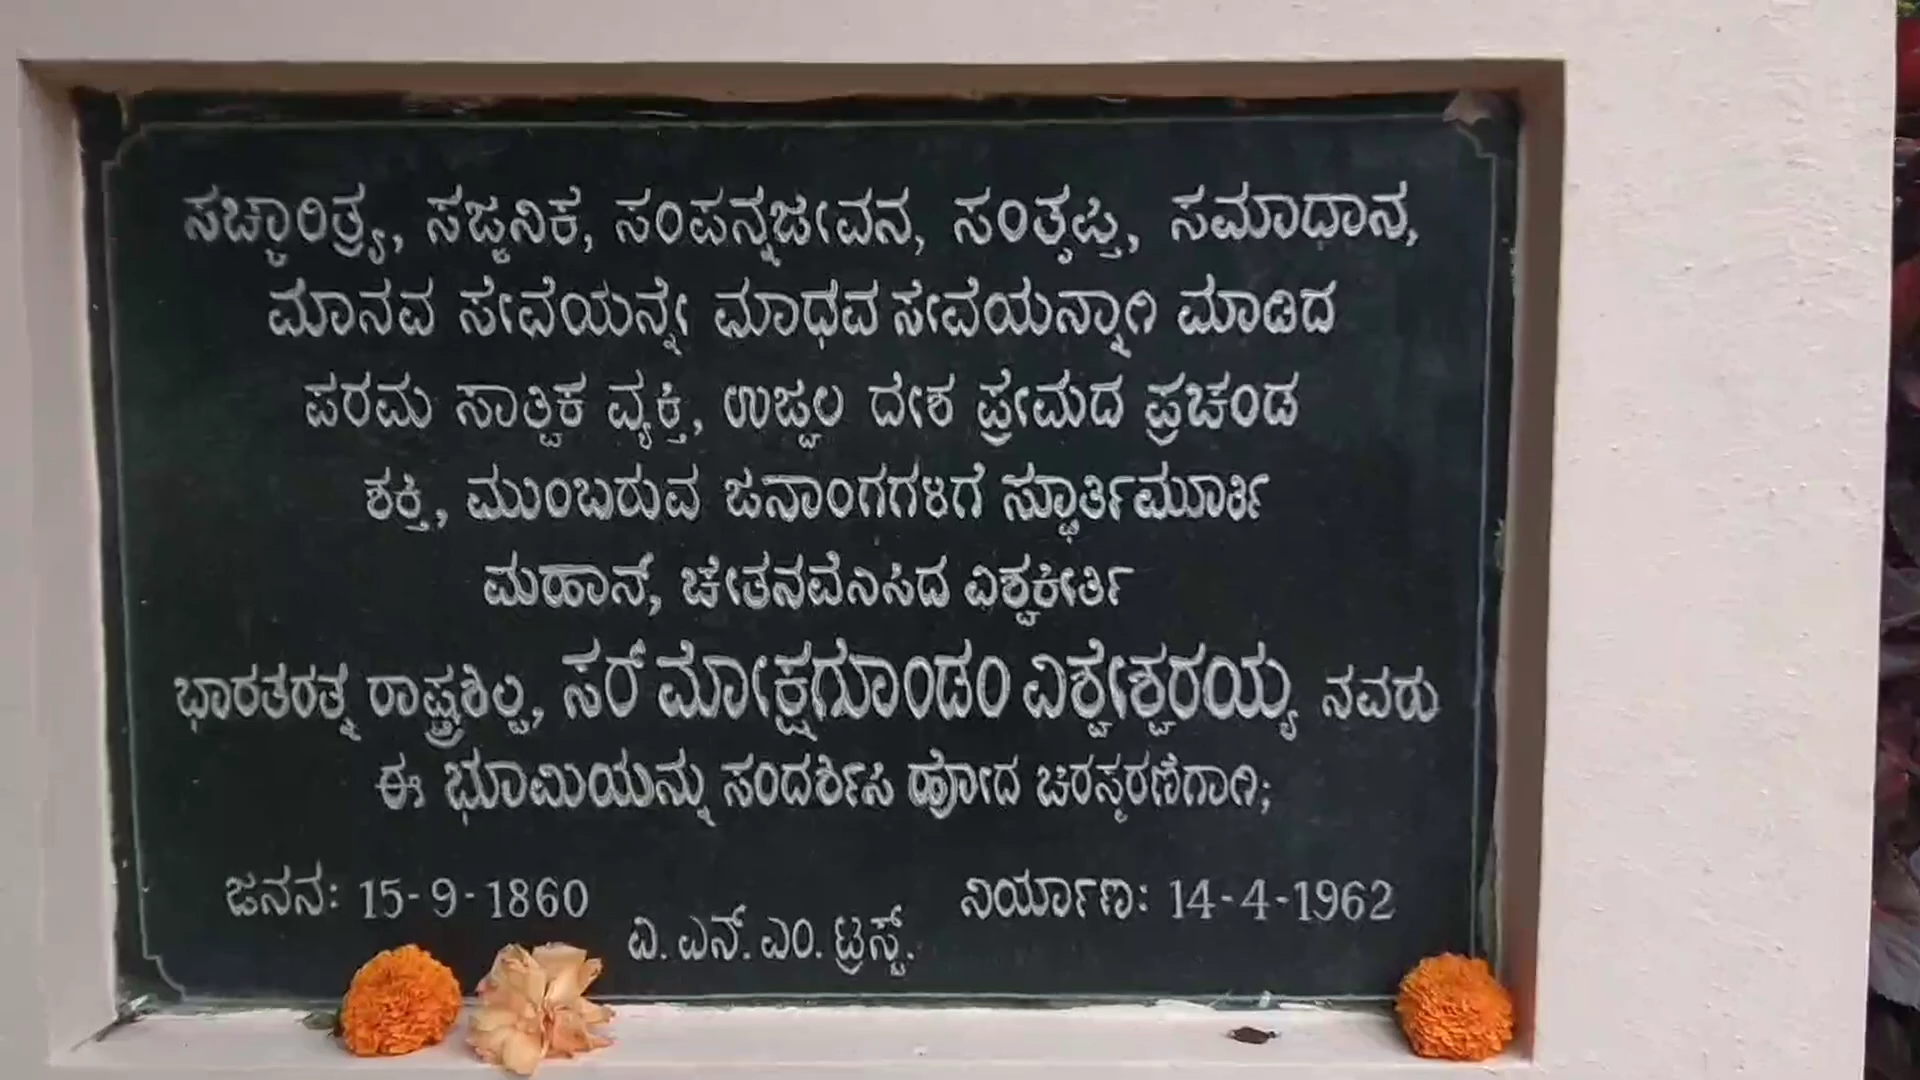 ಸಚ್ಚಾರಿತ್ರ್ಯ, ಸಜ್ಜನಿಕ, ಸಂಪನ್ನಜೀವನ, ಸಂತೃಪ್ತ, ಸಮಾಧಾನ,
ಮಾನವ ಸೇವೆಯನ್ನೇ ಮಾಧವ ಸೇವೆಯನ್ನಾಗಿ ಮಾಡಿದ
ಪರಮ ಸಾತ್ವಿಕ ವ್ಯಕ್ತಿ, ಉಜ್ವಲ ದೇಶ ಪ್ರೇಮದ ಪ್ರಚಂಡ
ಶಕ್ತಿ, ಮುಂಬರುವ ಜನಾಂಗಗಳಿಗೆ ಸ್ಫೂರ್ತಿಮೂರ್ತಿ
ಮಹಾನ್, ಚೇತನವೆನಿಸಿದ ವಿಶ್ವಕೀರ್ತಿ
ಭಾರತರತ್ನ ರಾಷ್ಟ್ರಶಿಲ್ಪಿ, ಸರ್ ಮೋಕ್ಷಗೊಂಡಂ ವಿಶ್ವೇಶ್ವರಯ್ಯ ನವರು
ಈ ಭೂಮಿಯನ್ನು ಸಂದರ್ಶಿಸಿ ಹೋದ ಚಿರಸ್ಮರಣೆಗಾಗಿ;
ಜನನ: 15-9-1860 ನಿರ್ಯಾಣ: 14-4-1962
ವಿ. ಎನ್. ಎಂ. ಟ್ರಸ್ಟ್.